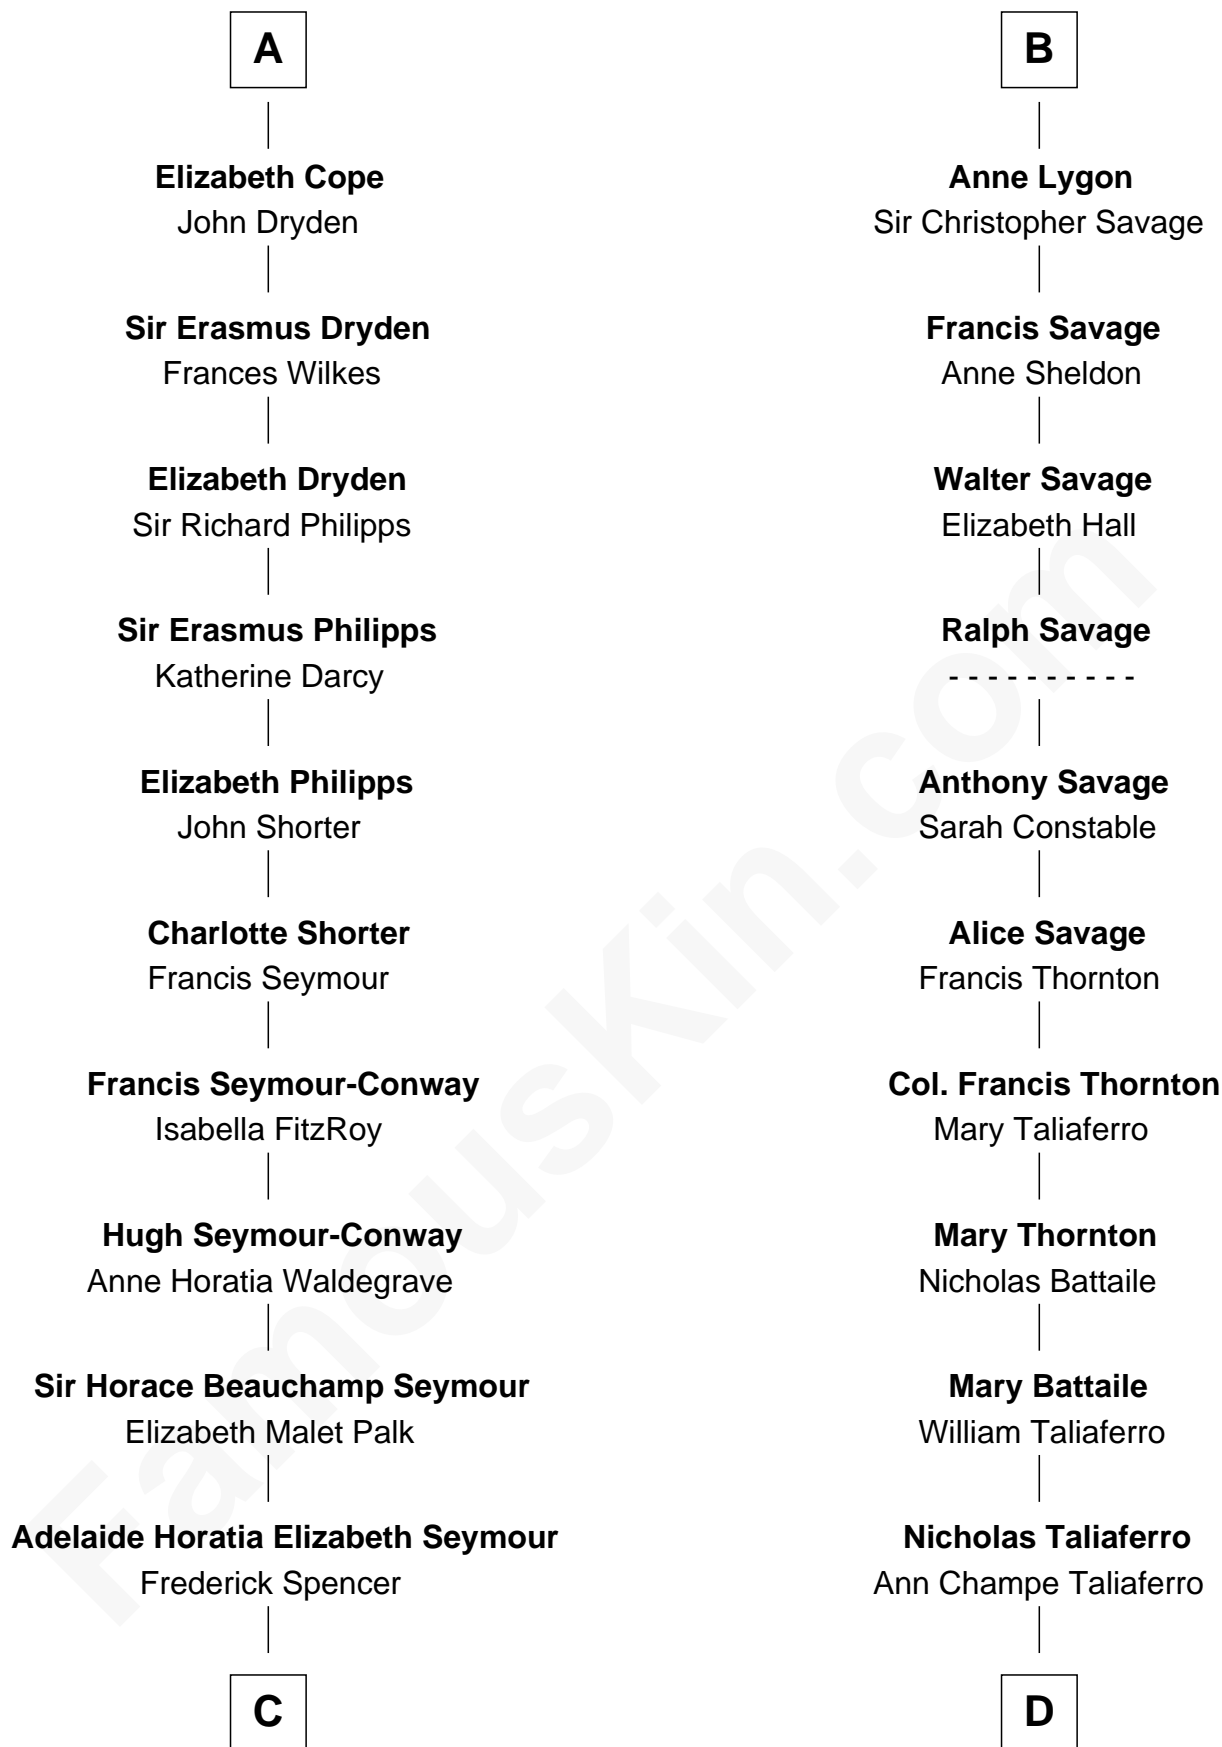 A
Elizabeth Cope
John Dryden
Sir Erasmus Dryden
Frances Wilkes
Elizabeth Dryden
Sir Richard Philipps
Sir Erasmus Philipps
Katherine Darcy
Elizabeth Philipps
John Shorter
Charlotte Shorter
Francis Seymour
Francis Seymour-Conway
Isabella FitzRoy
Hugh Seymour-Conway
Anne Horatia Waldegrave
Sir Horace Beauchamp Seymour
Elizabeth Malet Palk
Adelaide Horatia Elizabeth Seymour
Frederick Spencer
C
B
Anne Lygon
Sir Christopher Savage
Francis Savage
Anne Sheldon
Walter Savage
Elizabeth Hall
Ralph Savage
- - - - - - - - - -
Anthony Savage
Sarah Constable
Alice Savage
Francis Thornton
Col. Francis Thornton
Mary Taliaferro
Mary Thornton
Nicholas Battaile
Mary Battaile
William Taliaferro
Nicholas Taliaferro
Ann Champe Taliaferro
D
FamousKin.com